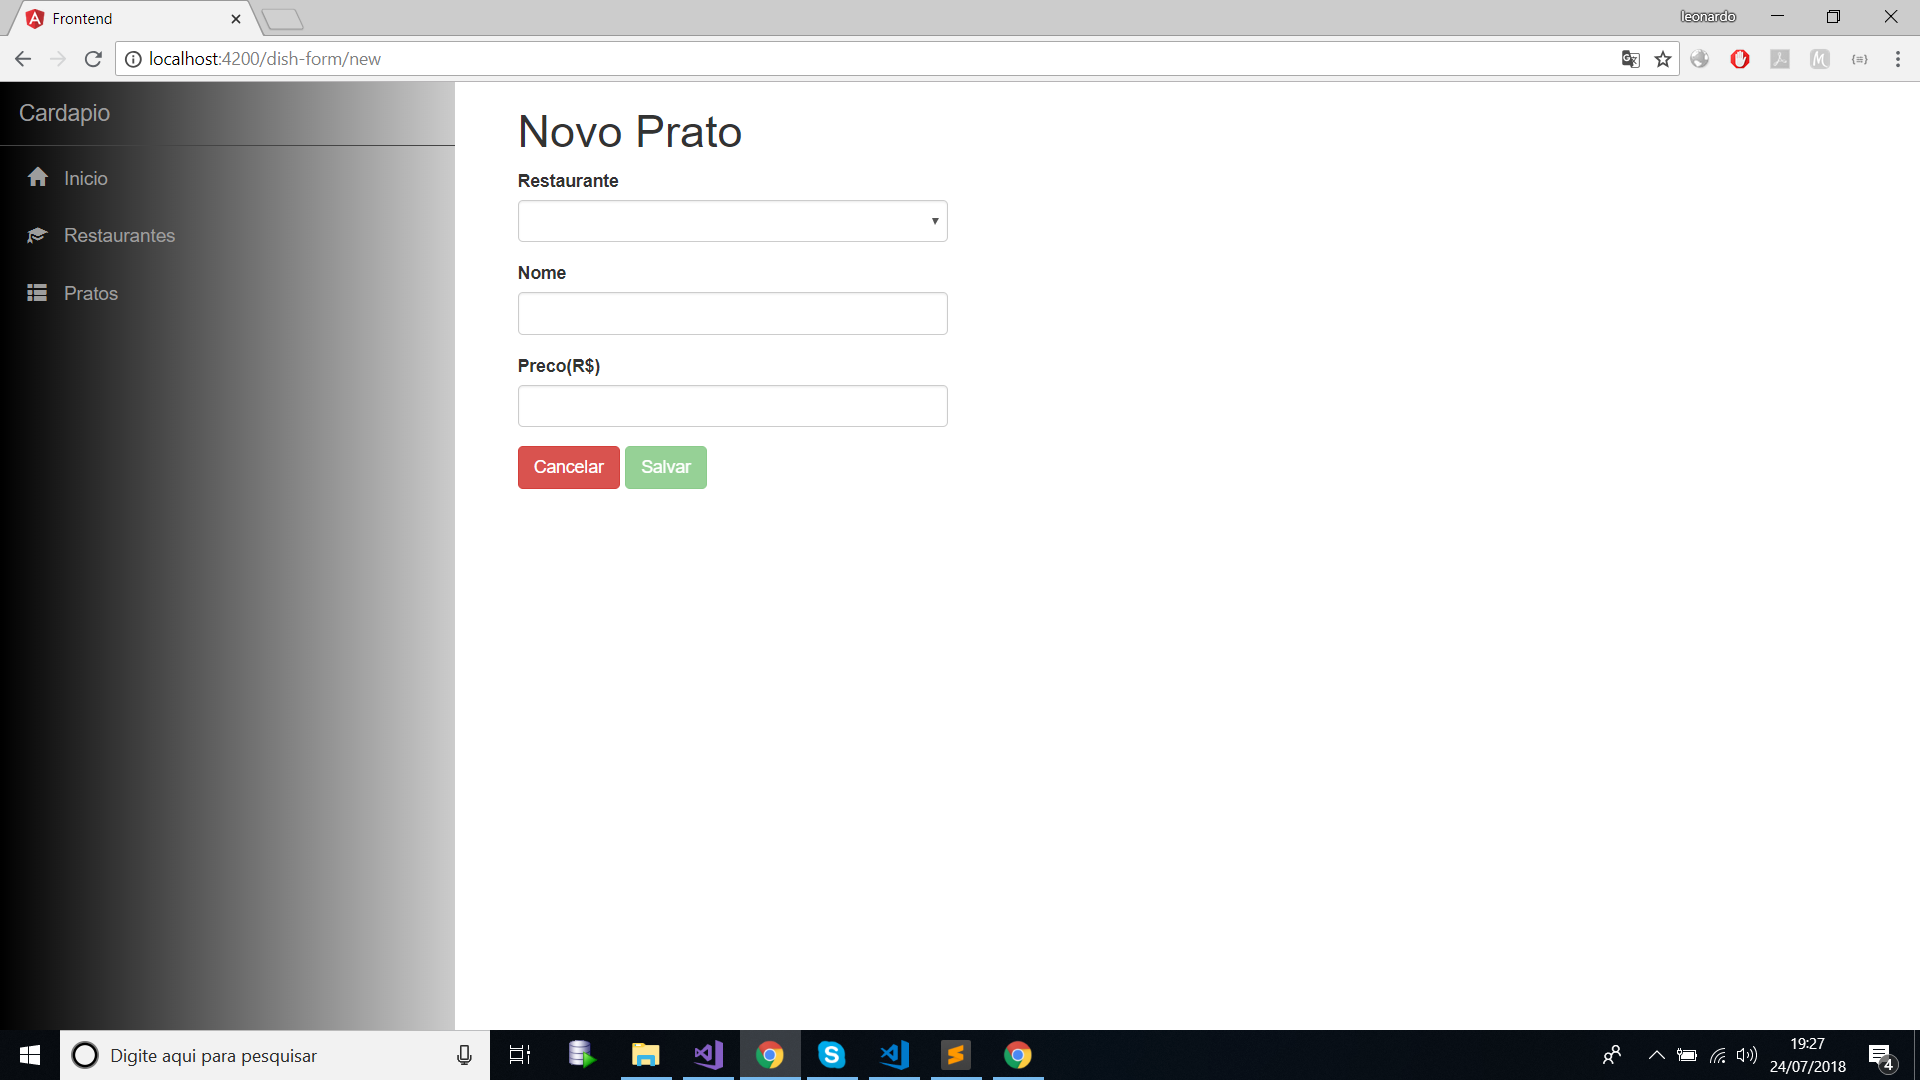 Frontend
leonardo
localhost:4200/dish-form/new
Cardapio
Inicio
Restaurantes
Pratos
Novo Prato
Restaurante
Nome
Preco(R$)
Cancelar Salvar
Digite aqui para pesquisar
19:27
24/07/2018
4